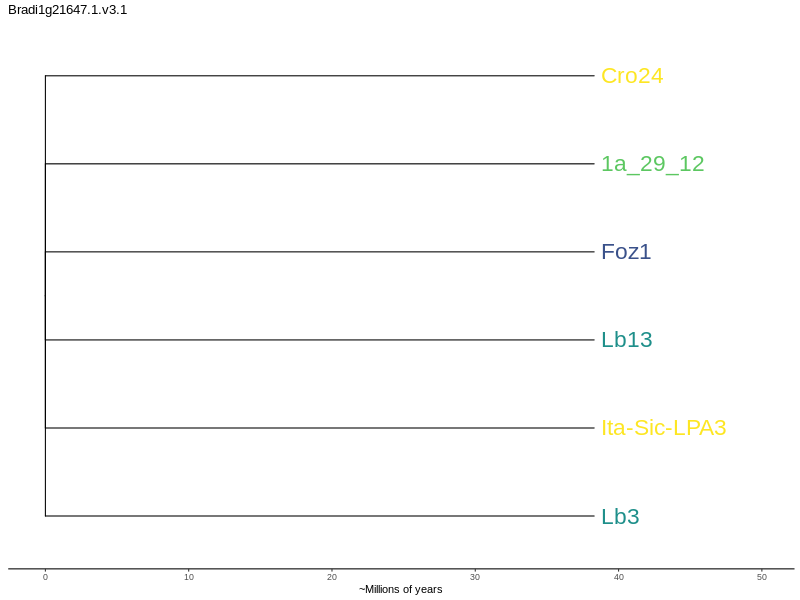 Bradi1g21647.1.v3.1
Cro24
1a_29_12
Foz1
Lb13
Ita-Sic-LPA3
Lb3
0 10 20 30 40 50
~Millions of years